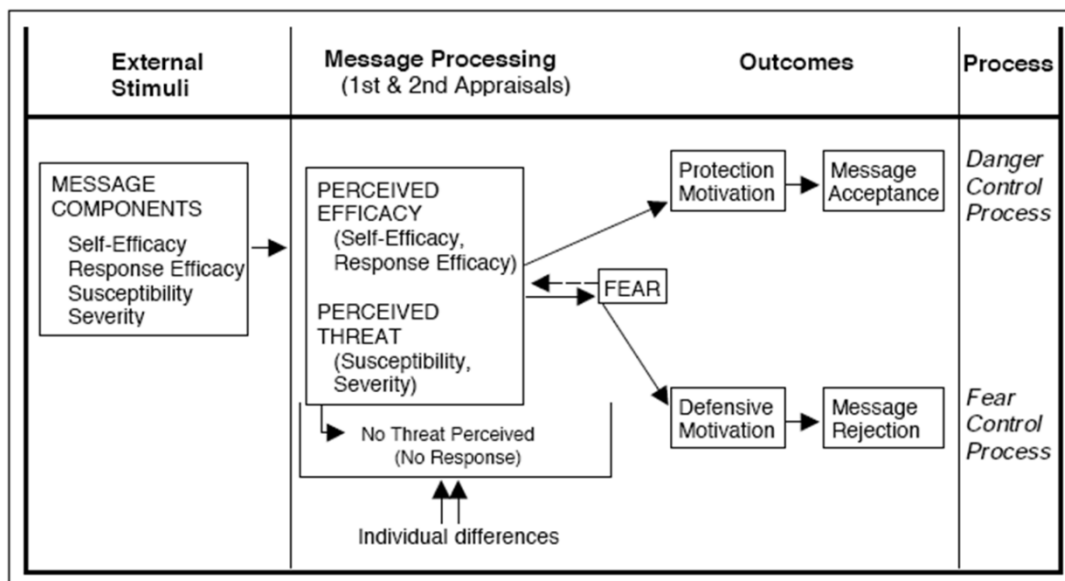 External
Stimuli
Message Processing
(1st & 2nd Appraisals)
Outcomes
Process
MESSAGE
COMPONENTS
Self-Efficacy
Response Efficacy
Susceptibility
Severity
PERCEIVED
EFFICACY
(Self-Efficacy,
Response Efficacy)
PERCEIVED
THREAT
(Susceptibility,
Severity)
No Threat Perceived
(No Response)
Individual differences
FEAR
Protection
Motivation
Message
Acceptance
Defensive
Motivation
Message
Rejection
Danger
Control
Process
Fear
Control
Process